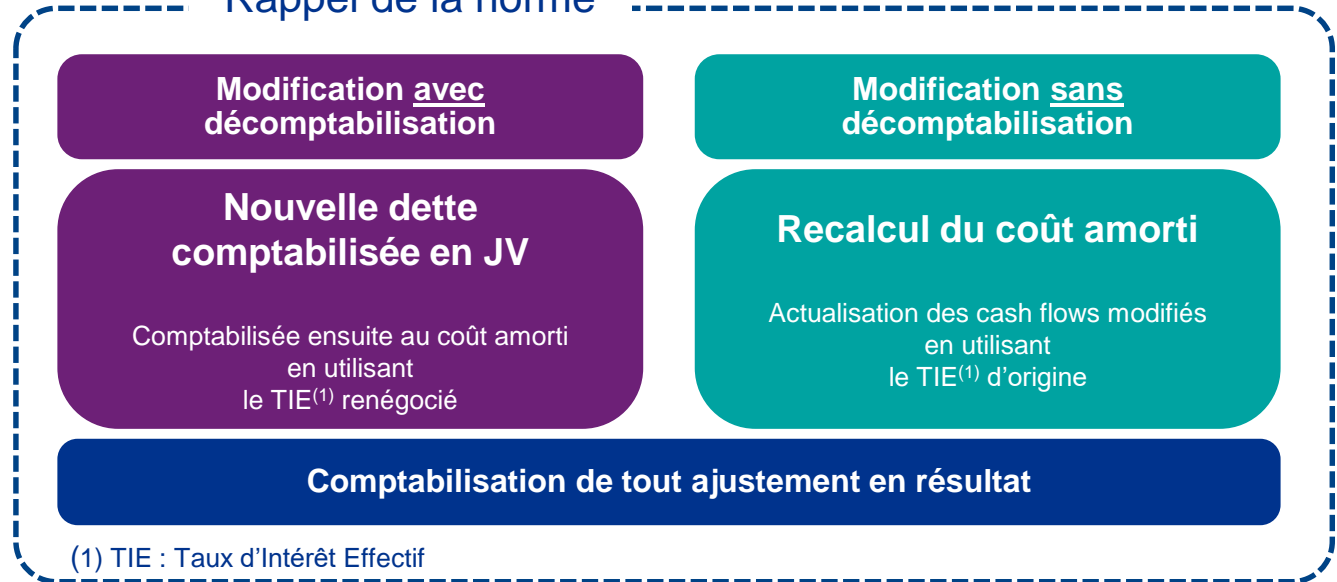 Rappel de la norme
Modification avec
décomptabilisation
Modification sans
décomptabilisation
Nouvelle dette
comptabilisée en JV
Comptabilisée ensuite au coût amorti
en utilisant
le TIE(1) renégocié
Recalcul du coût amorti
Actualisation des cash flows modifiés
en utilisant
le TIE(1) d'origine
Comptabilisation de tout ajustement en résultat
(1) TIE : Taux d'Intérêt Effectif